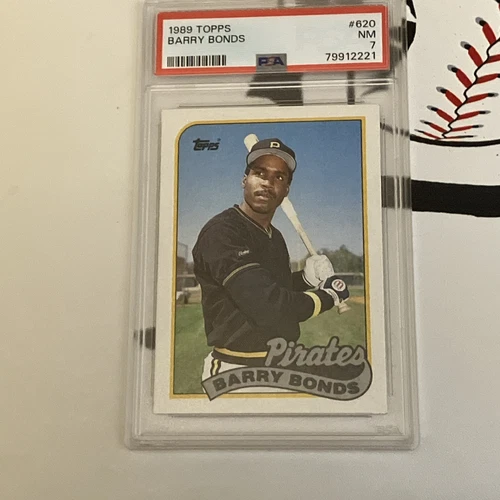 1989 TOPPS #620
BARRY BONDS NM
7
PSA 79912221
Topps
P
Pirates
BARRY BONDS